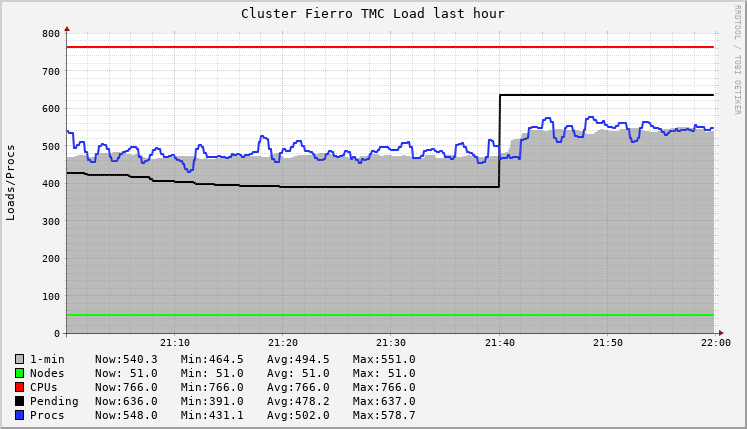 Cluster Fierro TMC Load last hour
RRDTOOL / TOBI OETIKER
Loads/Procs
800
700
600
500
400
300
200
100
0
21:10 21:20 21:30 21:40 21:50 22:00
1-min Now:540.3 Min:464.5 Avg:494.5 Max:551.0
Nodes Now: 51.0 Min: 51.0 Avg: 51.0 Max: 51.0
CPUs Now:766.0 Min:766.0 Avg:766.0 Max:766.0
Pending Now:636.0 Min:391.0 Avg:478.2 Max:637.0
Procs Now:548.0 Min:431.1 Avg:502.0 Max:578.7